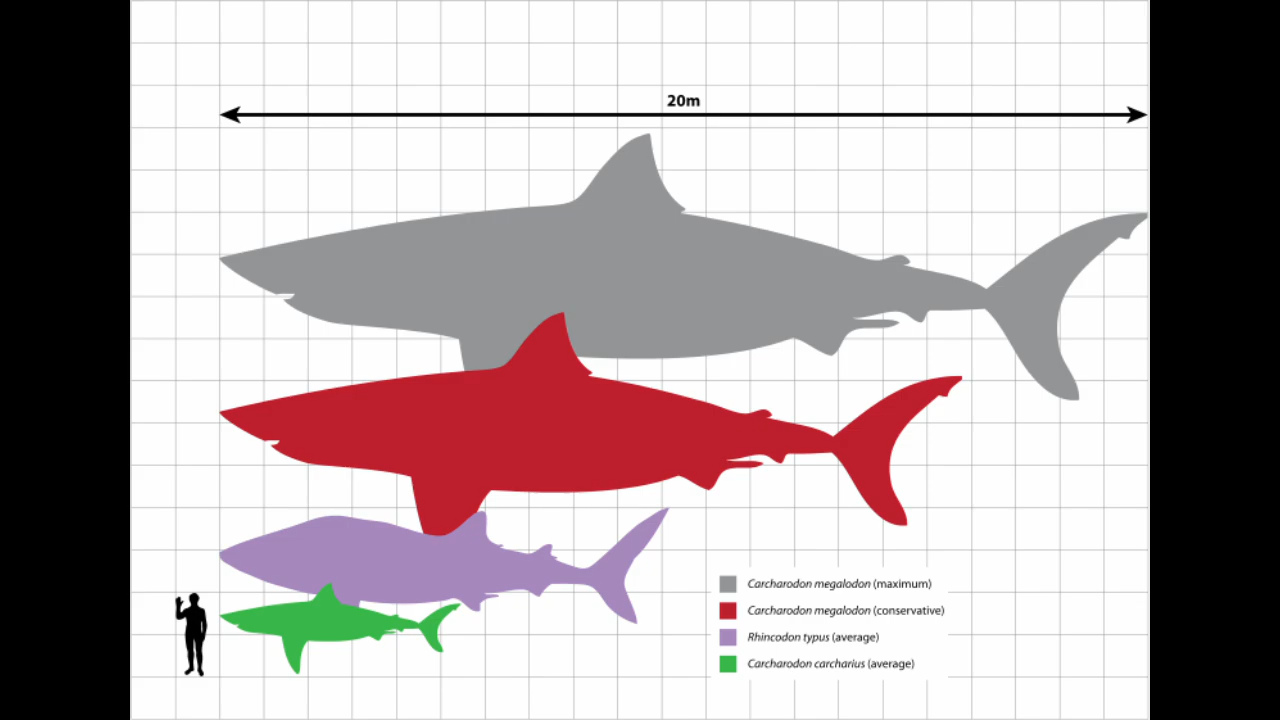 20m
Carcharodon megalodon (maximum)
Carcharodon megalodon (conservative)
Rhincodon typus (average)
Carcharodon carcharius (average)